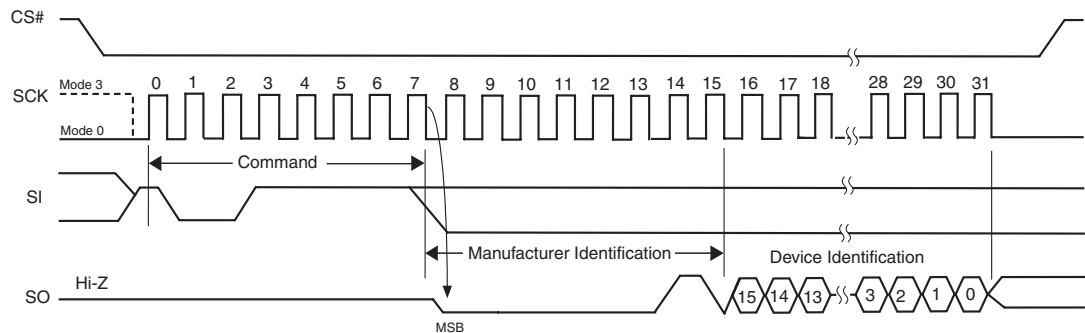 CS#
SCK
Mode 3
0 1 2 3 4 5 6 7 8 9 10 11 12 13 14 15 16 17 18 28 29 30 31
Mode 0
Command
SI
Manufacturer Identification
Device Identification
Hi-Z
SO
15 14 13 3 2 1 0
MSB